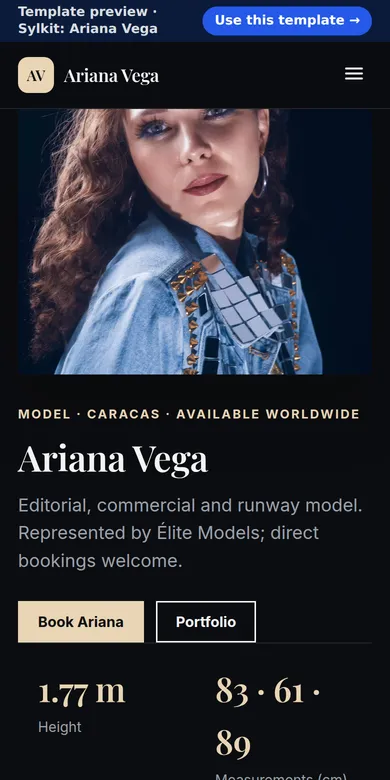 Template preview ·
Sylkit: Ariana Vega
Use this template →
AV
Ariana Vega
MODEL · CARACAS · AVAILABLE WORLDWIDE
Ariana Vega
Editorial, commercial and runway model.
Represented by Élite Models; direct
bookings welcome.
Book Ariana
Portfolio
1.77 m
Height
83 · 61 ·
89
Measurements (cm)